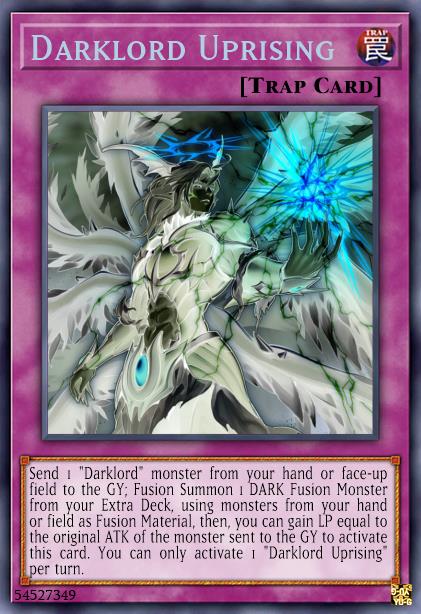 Darklord Uprising
TRAP
罠
[Trap Card]
Send 1 "Darklord" monster from your hand or face-up
field to the GY; Fusion Summon 1 DARK Fusion Monster
from your Extra Deck, using monsters from your hand
or field as Fusion Material, then, you can gain LP equal to
the original ATK of the monster sent to the GY to activate
this card. You can only activate 1 "Darklord Uprising"
per turn.
54527349